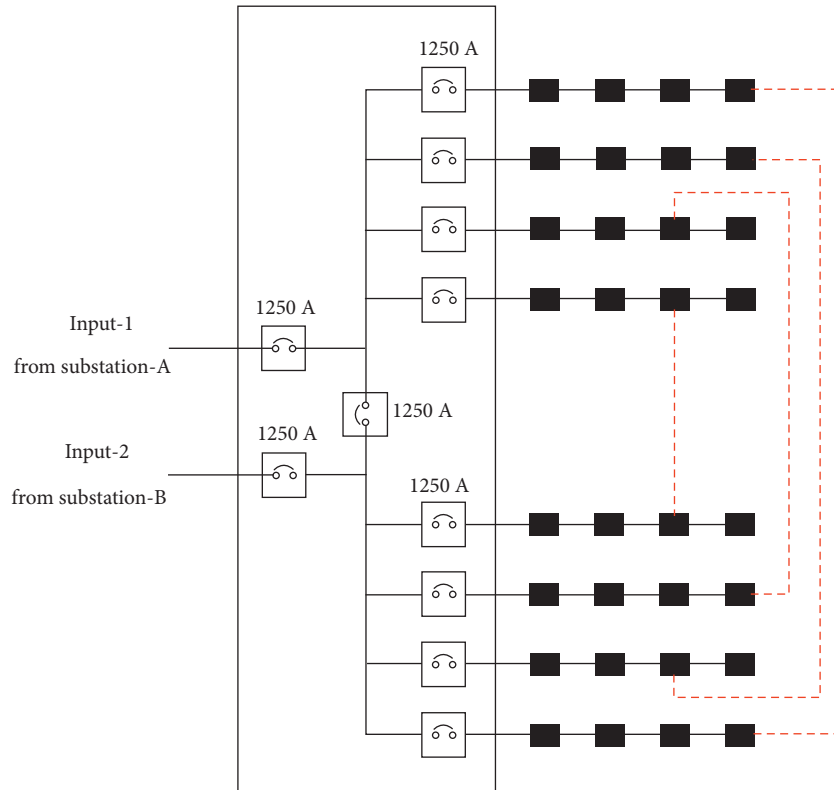 1250 A
1250 A
Input-1
from substation-A
1250 A
1250 A
Input-2
from substation-B
1250 A